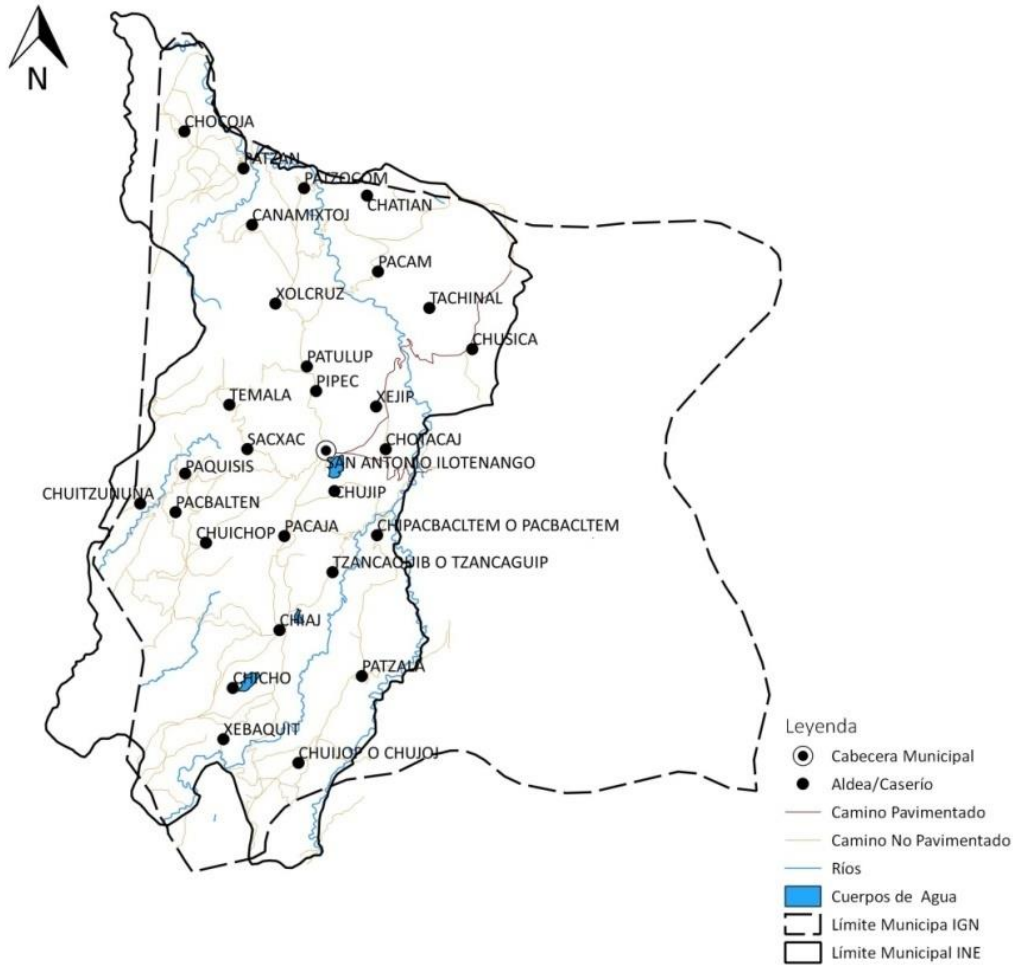 N
CHOCOJA
PATZAN
PATZOCOM
CHATIAN
CANAMIXTOJ
PACAM
XOLCRUZ
TACHINAL
CHUSICA
PATULUP
PIPEC
TEMALA
XEJIP
SACXAC
CHOTACAJ
SAN ANTONIO ILOTENANGO
PAQUISIS
CHUITZUNUNA
CHUJIP
PACBALTEN
CHUICHOP
PACAJA
CHIPACBACLTEM O PACBACLTEM
TZANCAQUIB O TZANCAGUIP
CHIAJ
PATZALA
CHICHO
XEBAQUIT
CHUIJOP O CHUJOJ
Leyenda
Cabecera Municipal
Aldea/Caserío
Camino Pavimentado
Camino No Pavimentado
Ríos
Cuerpos de Agua
Límite Municipa IGN
Límite Municipal INE